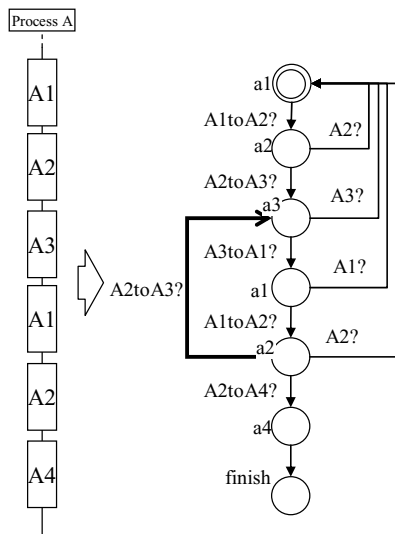 Process A
A1
A2
A3
A1
A2
A4
A2toA3?
a1
A1toA2?
A2?
a2
A2toA3?
a3
A3?
A3toA1?
A1?
a1
A1toA2?
a2
A2?
A2toA4?
a4
finish